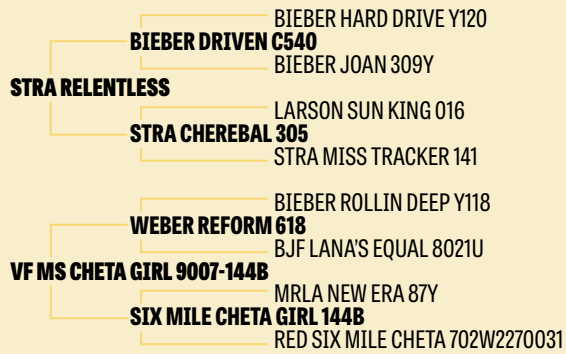 BIEBER HARD DRIVE Y120
BIEBER DRIVEN C540
BIEBER JOAN 309Y
STRA RELENTLESS
LARSON SUN KING 016
STRA CHEREBAL 305
STRA MISS TRACKER 141
BIEBER ROLLIN DEEP Y118
WEBER REFORM 618
BJF LANA'S EQUAL 8021U
VF MS CHETA GIRL 9007-144B
MRLA NEW ERA 87Y
SIX MILE CHETA GIRL 144B
RED SIX MILE CHETA 702W2270031